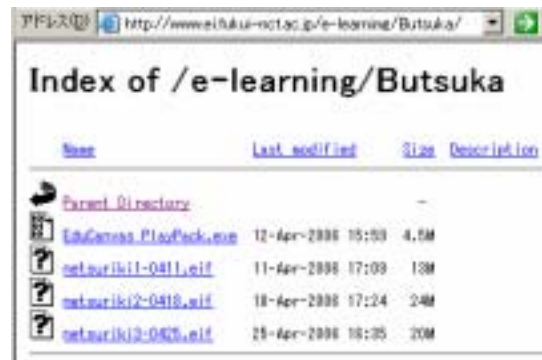 アドレス(D) http://www.ei.fukui-nct.ac.jp/e-learning/Butsuka/
Index of /e-learning/Butsuka
Name Last modified Size Description
Parent Directory -
EduCanvas_PlayPack.exe 12-Apr-2006 15:59 4.5M
netsuriki1-0411.eif 11-Apr-2006 17:09 13M
netsuriki2-0418.eif 18-Apr-2006 17:24 24M
netsuriki3-0425.eif 25-Apr-2006 16:35 20M